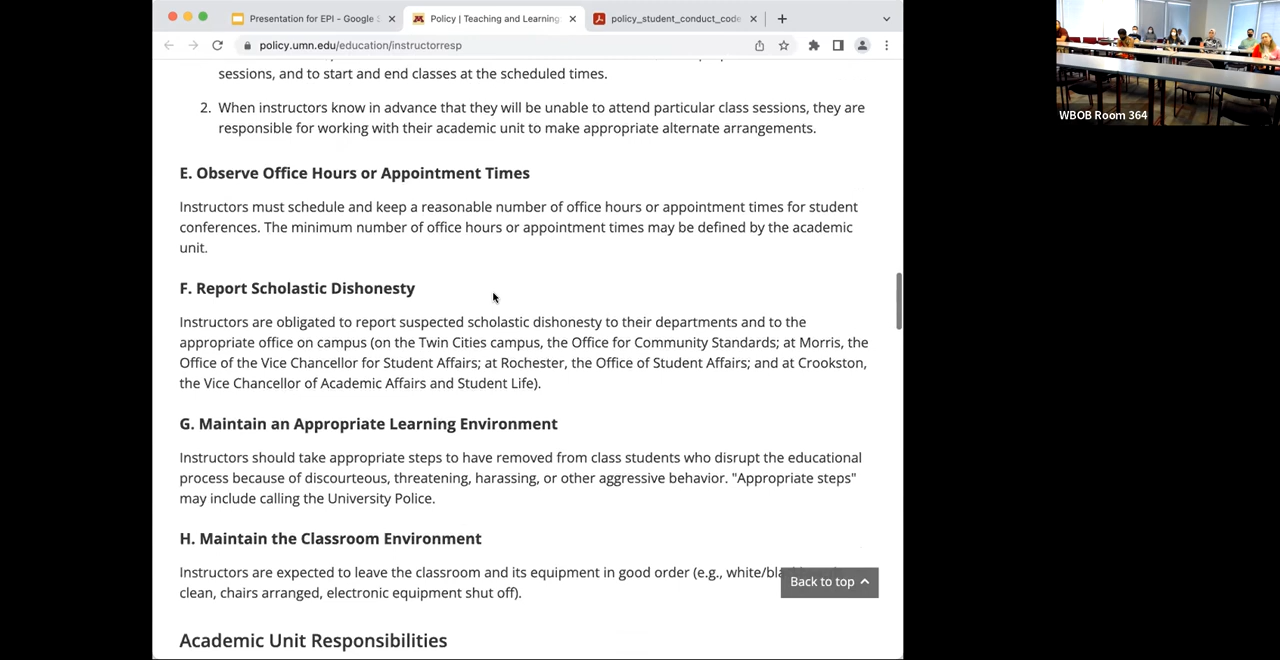 Presentation for EPI - Google S
Policy | Teaching and Learning
policy_student_conduct_code
policy.umn.edu/education/instructorresp
sessions, and to start and end classes at the scheduled times.
2. When instructors know in advance that they will be unable to attend particular class sessions, they are
responsible for working with their academic unit to make appropriate alternate arrangements.
E. Observe Office Hours or Appointment Times
Instructors must schedule and keep a reasonable number of office hours or appointment times for student
conferences. The minimum number of office hours or appointment times may be defined by the academic
unit.
F. Report Scholastic Dishonesty
Instructors are obligated to report suspected scholastic dishonesty to their departments and to the
appropriate office on campus (on the Twin Cities campus, the Office for Community Standards; at Morris, the
Office of the Vice Chancellor for Student Affairs; at Rochester, the Office of Student Affairs; and at Crookston,
the Vice Chancellor of Academic Affairs and Student Life).
G. Maintain an Appropriate Learning Environment
Instructors should take appropriate steps to have removed from class students who disrupt the educational
process because of discourteous, threatening, harassing, or other aggressive behavior. "Appropriate steps"
may include calling the University Police.
H. Maintain the Classroom Environment
Instructors are expected to leave the classroom and its equipment in good order (e.g.,
clean, chairs arranged, electronic equipment shut off).
Back to top
Academic Unit Responsibilities
WBOB Room 364